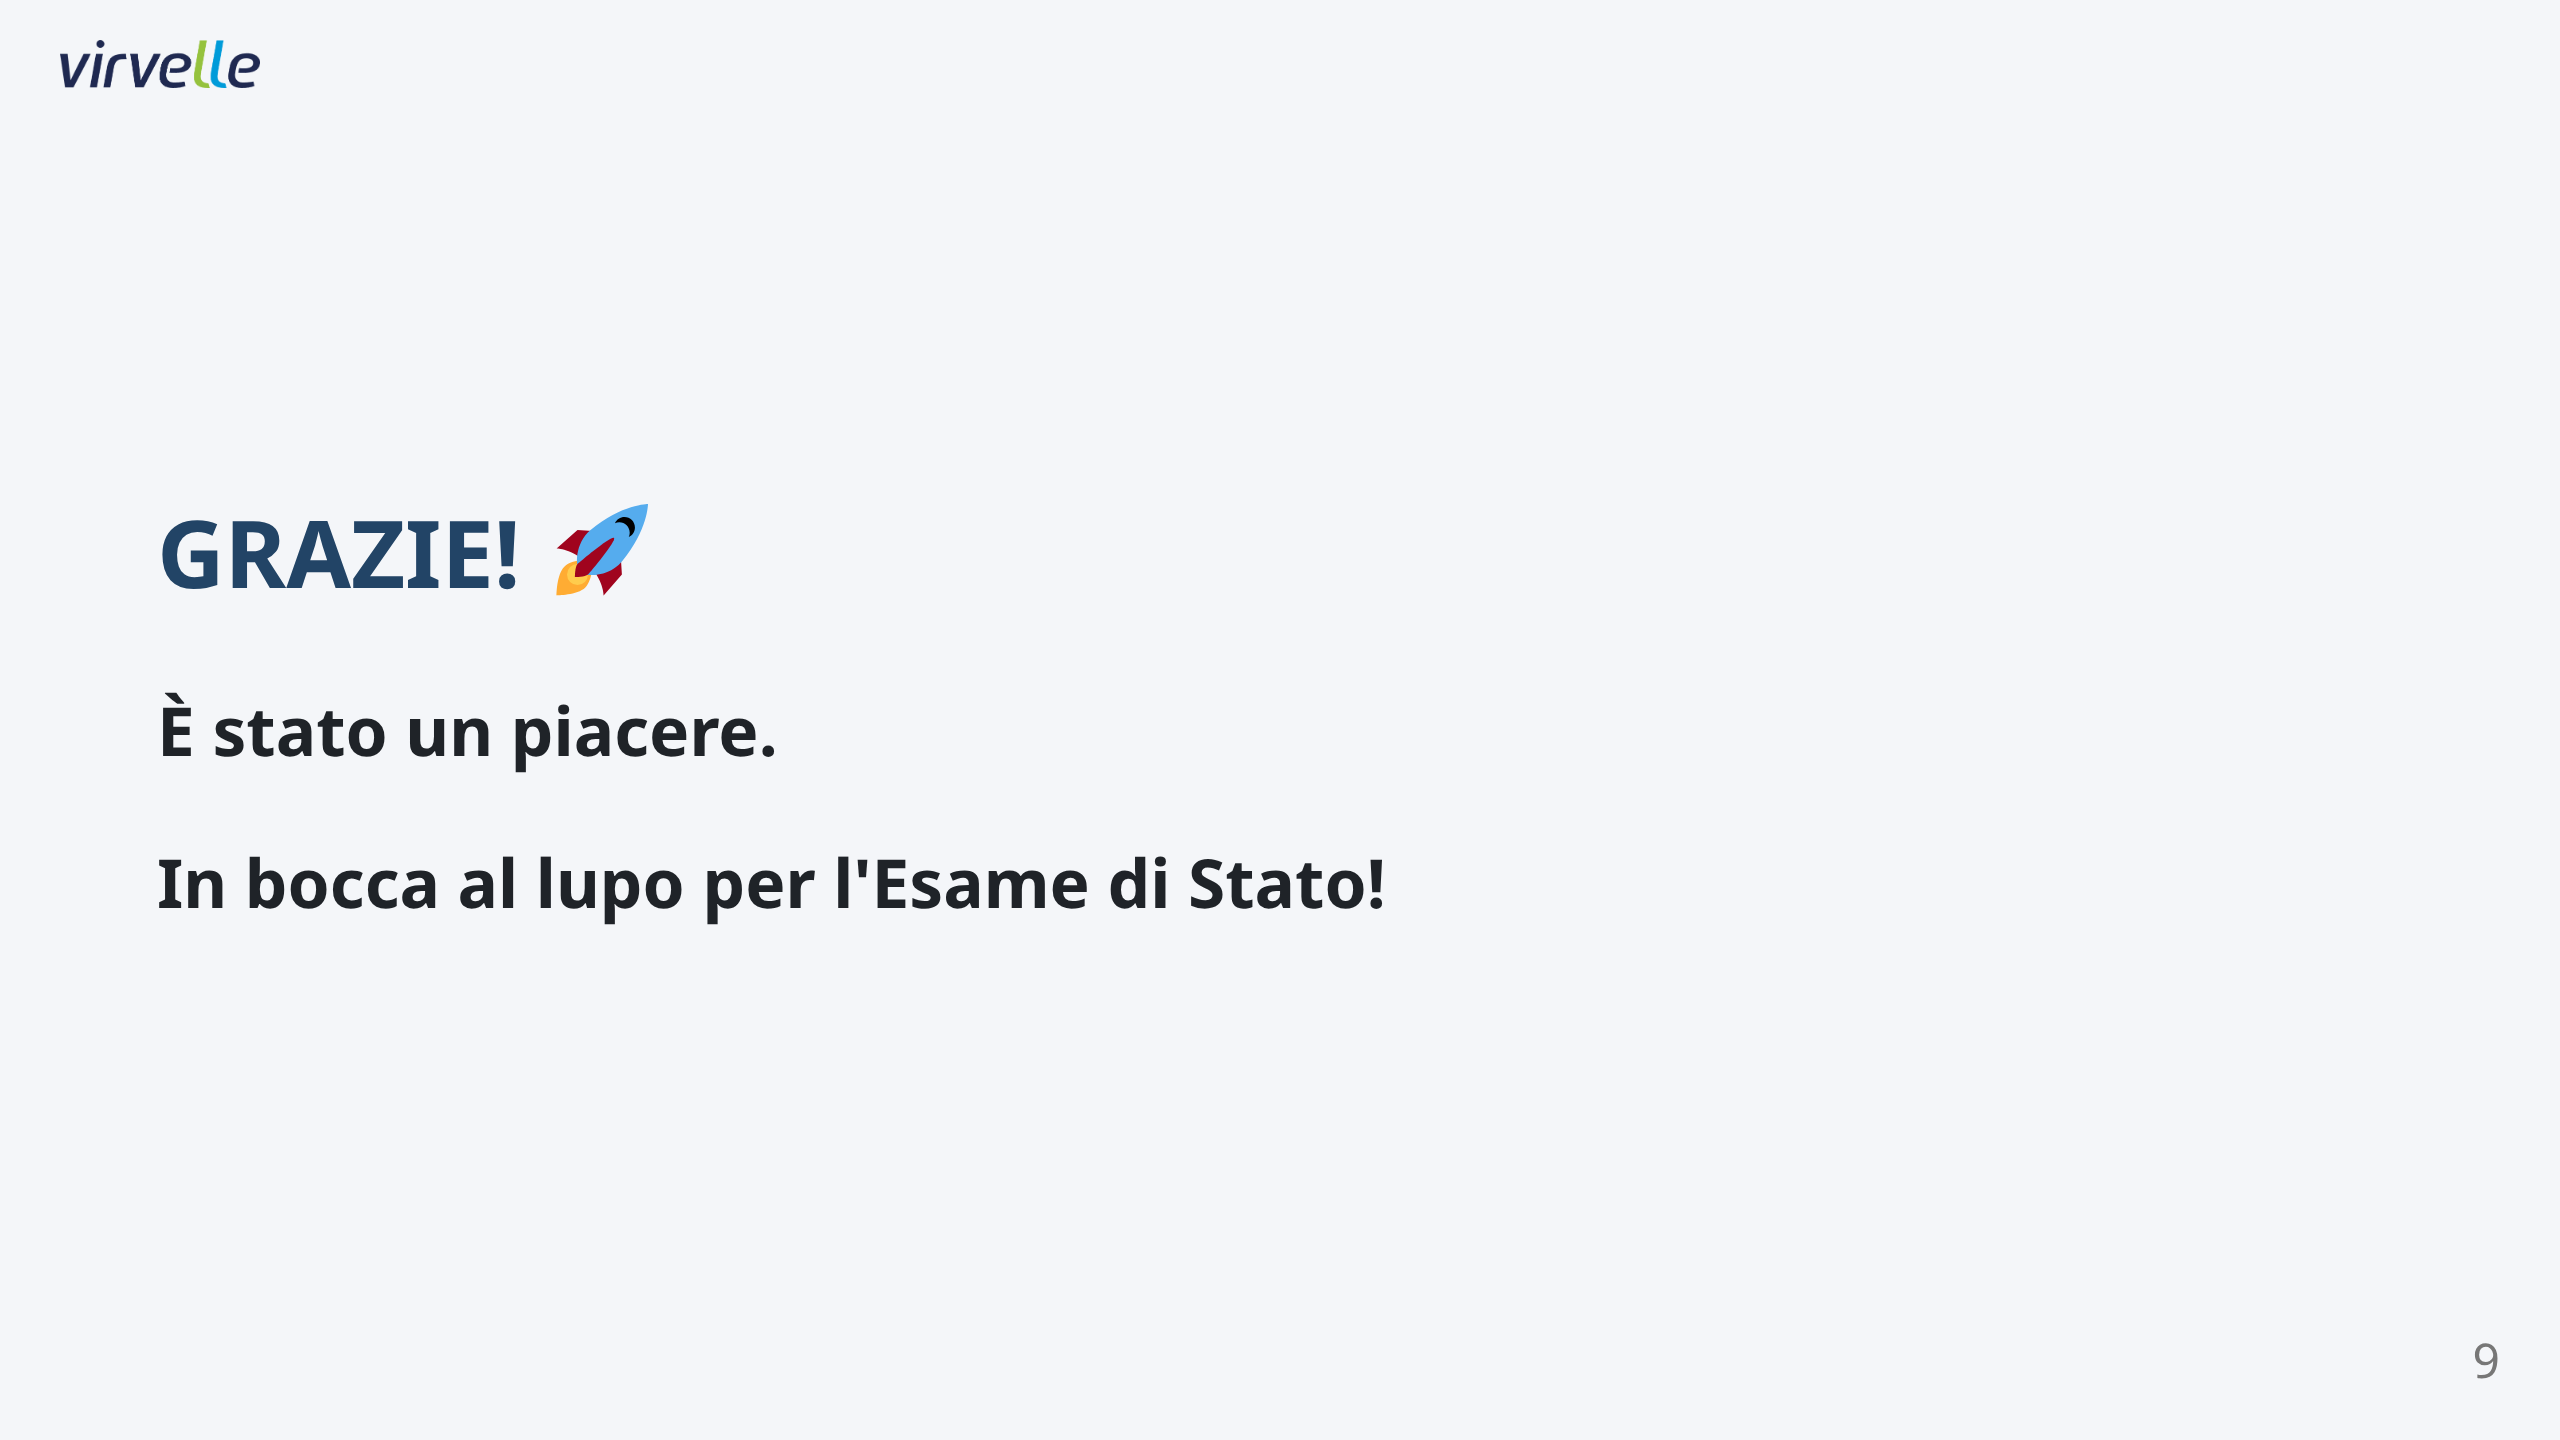 virvelle
GRAZIE! 🚀
È stato un piacere.
In bocca al lupo per l'Esame di Stato!
9